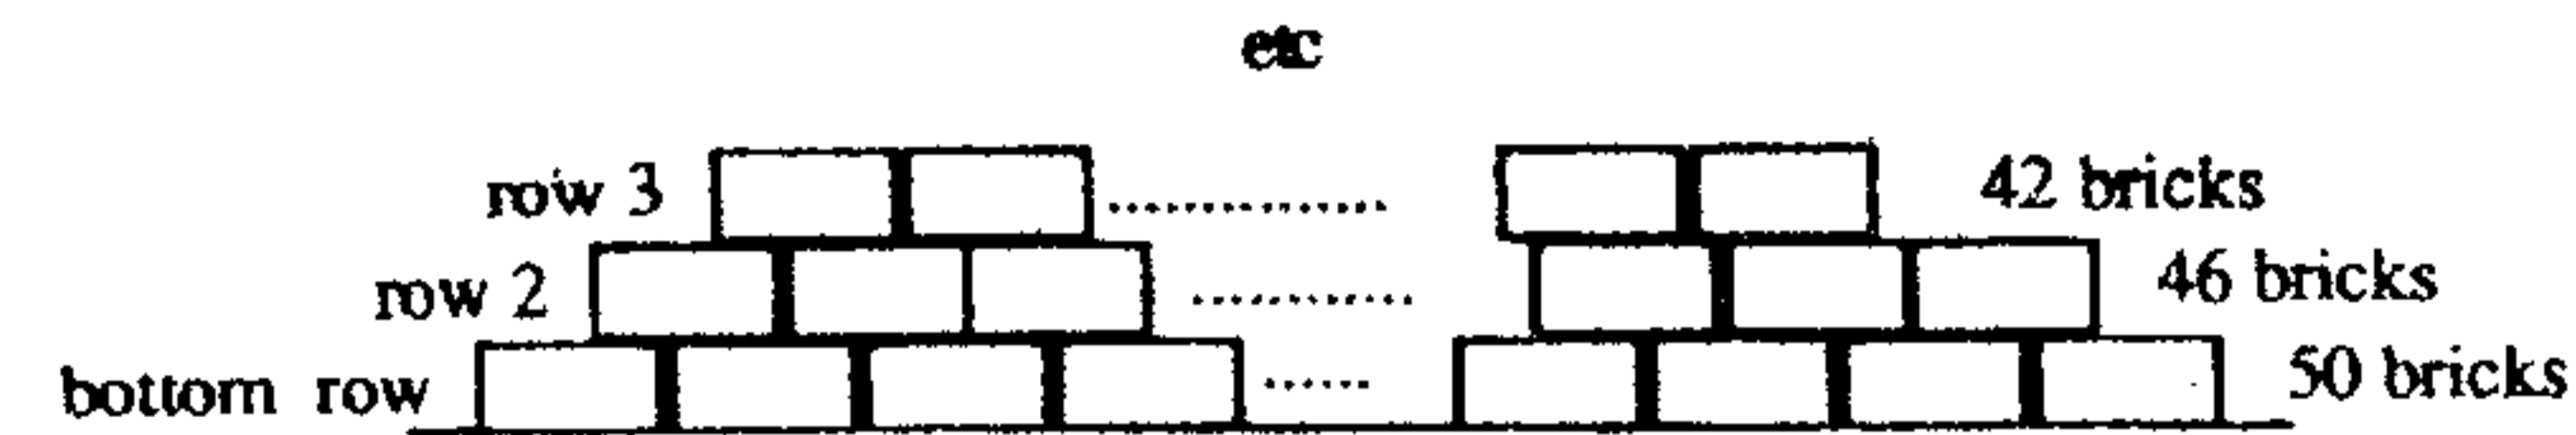 etc
row 3 42 bricks
row 2 46 bricks
bottom row 50 bricks